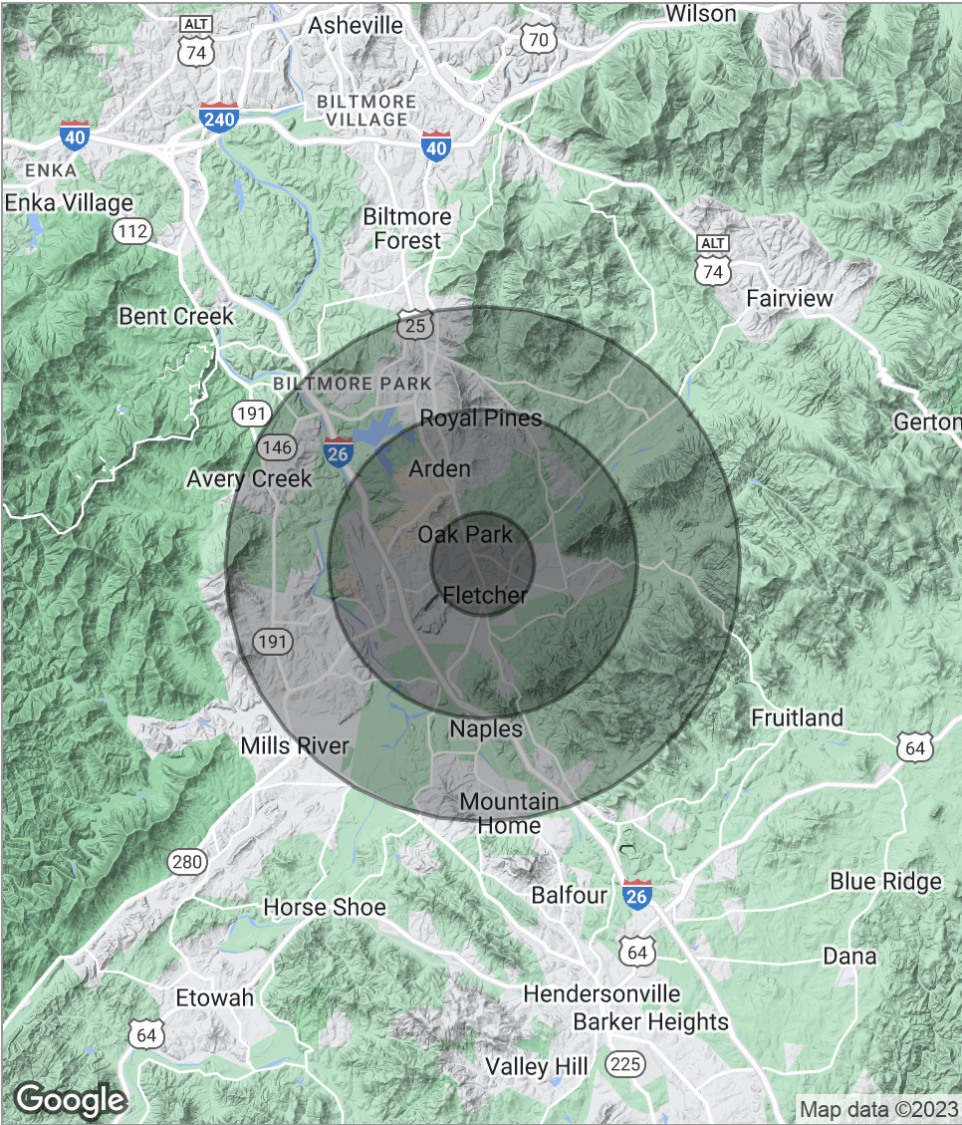 Wilson
ALT
74
Asheville
70
BILTMORE
VILLAGE
240
40
40
ENKA
Enka Village
112
Biltmore
Forest
ALT
74
Fairview
Bent Creek
25
BILTMORE PARK
191
Royal Pines
Gerton
146
26
Arden
Avery Creek
Oak Park
Fletcher
191
Fruitland
Naples
64
Mills River
Mountain
Home
280
Balfour
26
Blue Ridge
Horse Shoe
64
Dana
Etowah
Hendersonville
Barker Heights
64
Valley Hill
225
Google
Map data ©2023